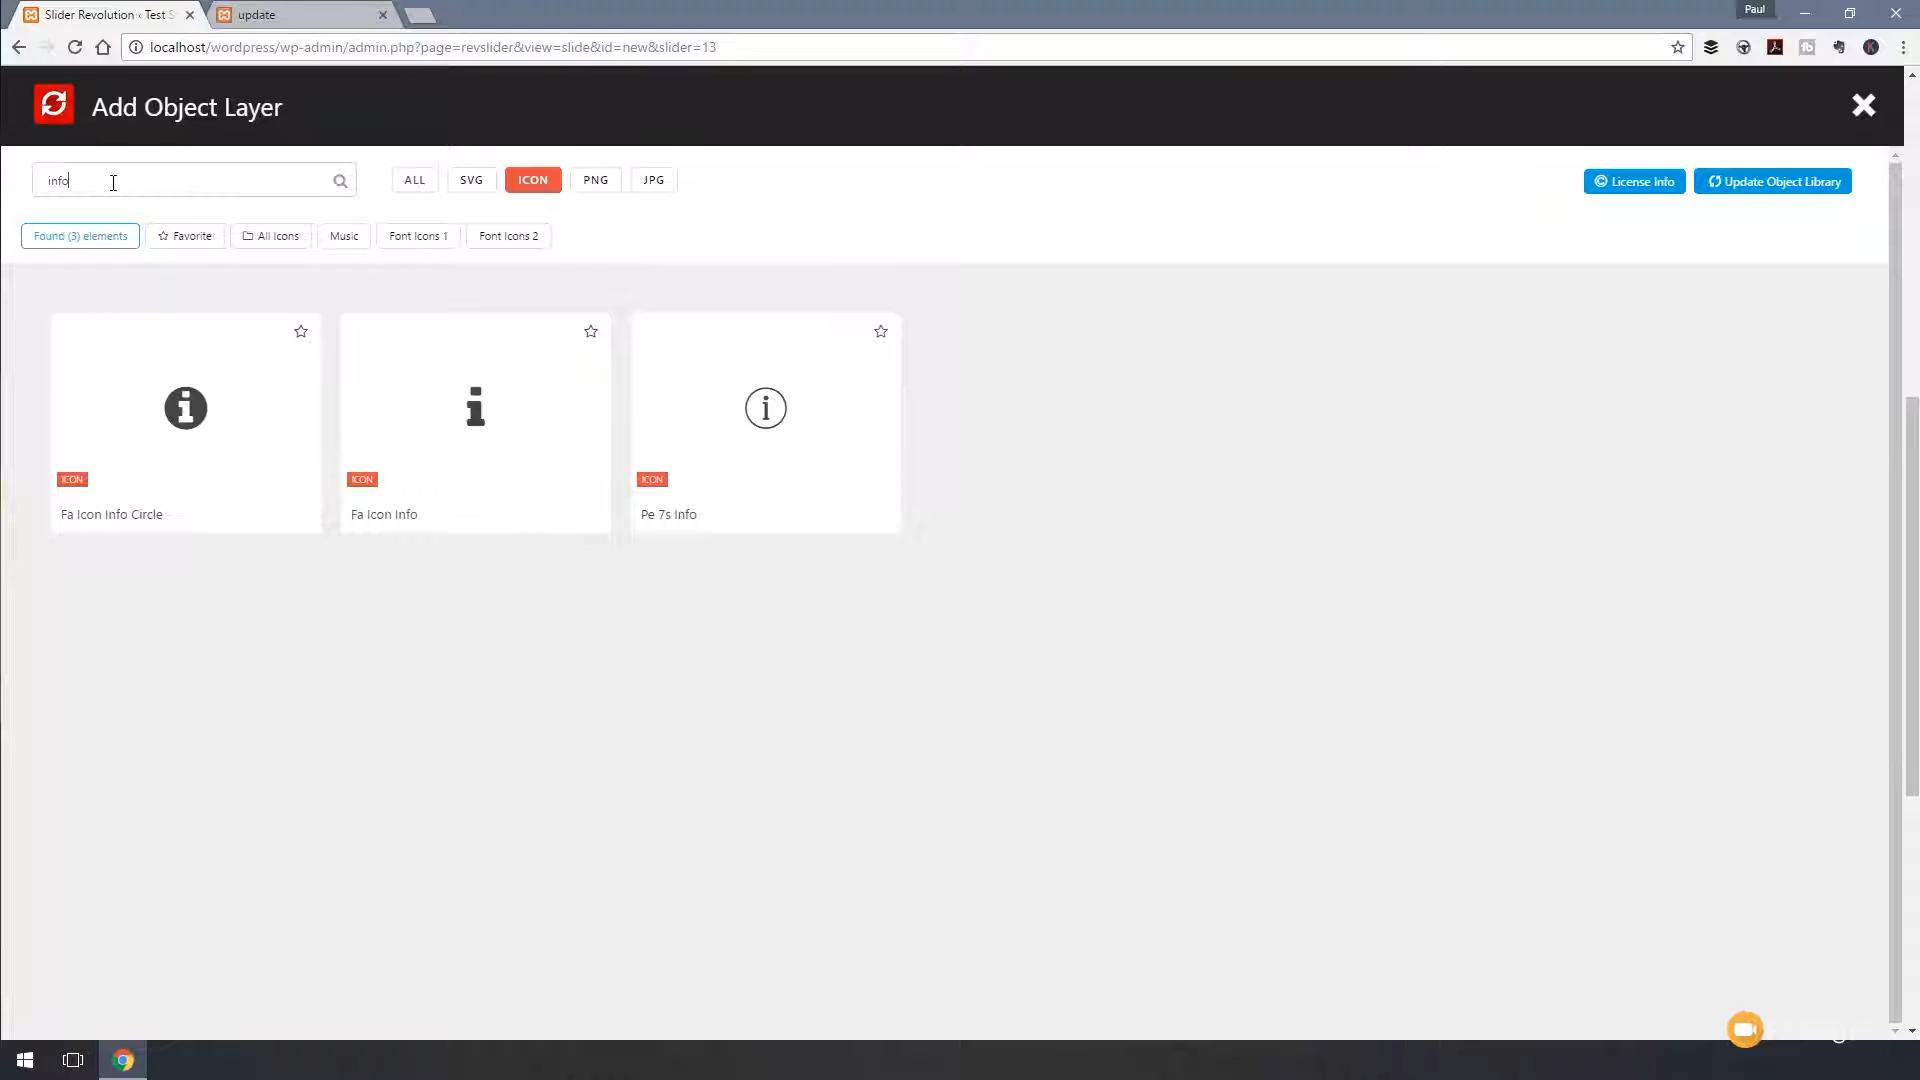 Slider Revolution ‹ Test S
update
Paul
localhost/wordpress/wp-admin/admin.php?page=revslider&view=slide&id=new&slider=13
Add Object Layer
info
ALL
SVG
ICON
PNG
JPG
License Info
Update Object Library
Found (3) elements
Favorite
All Icons
Music
Font Icons 1
Font Icons 2
ICON
ICON
ICON
Fa Icon Info Circle
Fa Icon Info
Pe 7s Info